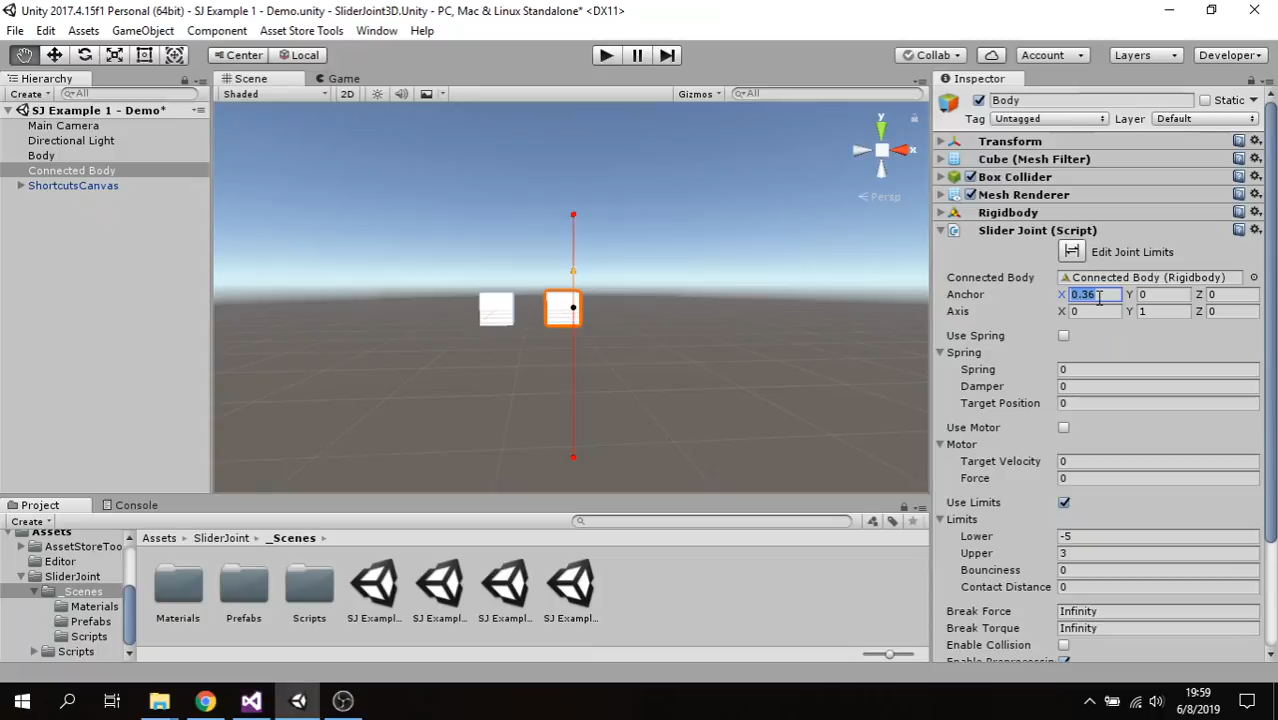 Unity 2017.4.15f1 (64bit) - SJ Example 1 - Demo.unity - SliderJoint3D.Unity - PC, Mac & Linux Standalone* <DX11>
File Edit Assets GameObject Component Asset Store Tools Window Help
Center Local Collab Account Layers Developer
Hierarchy
Create All
SJ Example 1 - Demo*
Main Camera
Directional Light
Body
Connected Body
ShortcutsCanvas
Scene Game
Shaded 2D Gizmos All
y
x
Persp
Inspector
Body Static
Tag Untagged Layer Default
Transform
Cube (Mesh Filter)
Box Collider
Mesh Renderer
Rigidbody
Slider Joint (Script)
Edit Joint Limits
Connected Body Connected Body (Rigidbody)
Anchor X 0.36 Y 0 Z 0
Axis X 0 Y 1 Z 0
Use Spring
Spring
Spring 0
Damper 0
Target Position 0
Use Motor
Motor
Target Velocity 0
Force 0
Use Limits
Limits
Lower -5
Upper 3
Bounciness 0
Contact Distance 0
Break Force Infinity
Break Torque Infinity
Enable Collision
Project Console
Create
Assets
AssetStoreToo
Editor
SliderJoint
_Scenes
Materials
Prefabs
Scripts
Scripts
Assets SliderJoint _Scenes
Materials Prefabs Scripts SJ Exampl... SJ Exampl... SJ Exampl... SJ Exampl...
19:59
6/8/2019